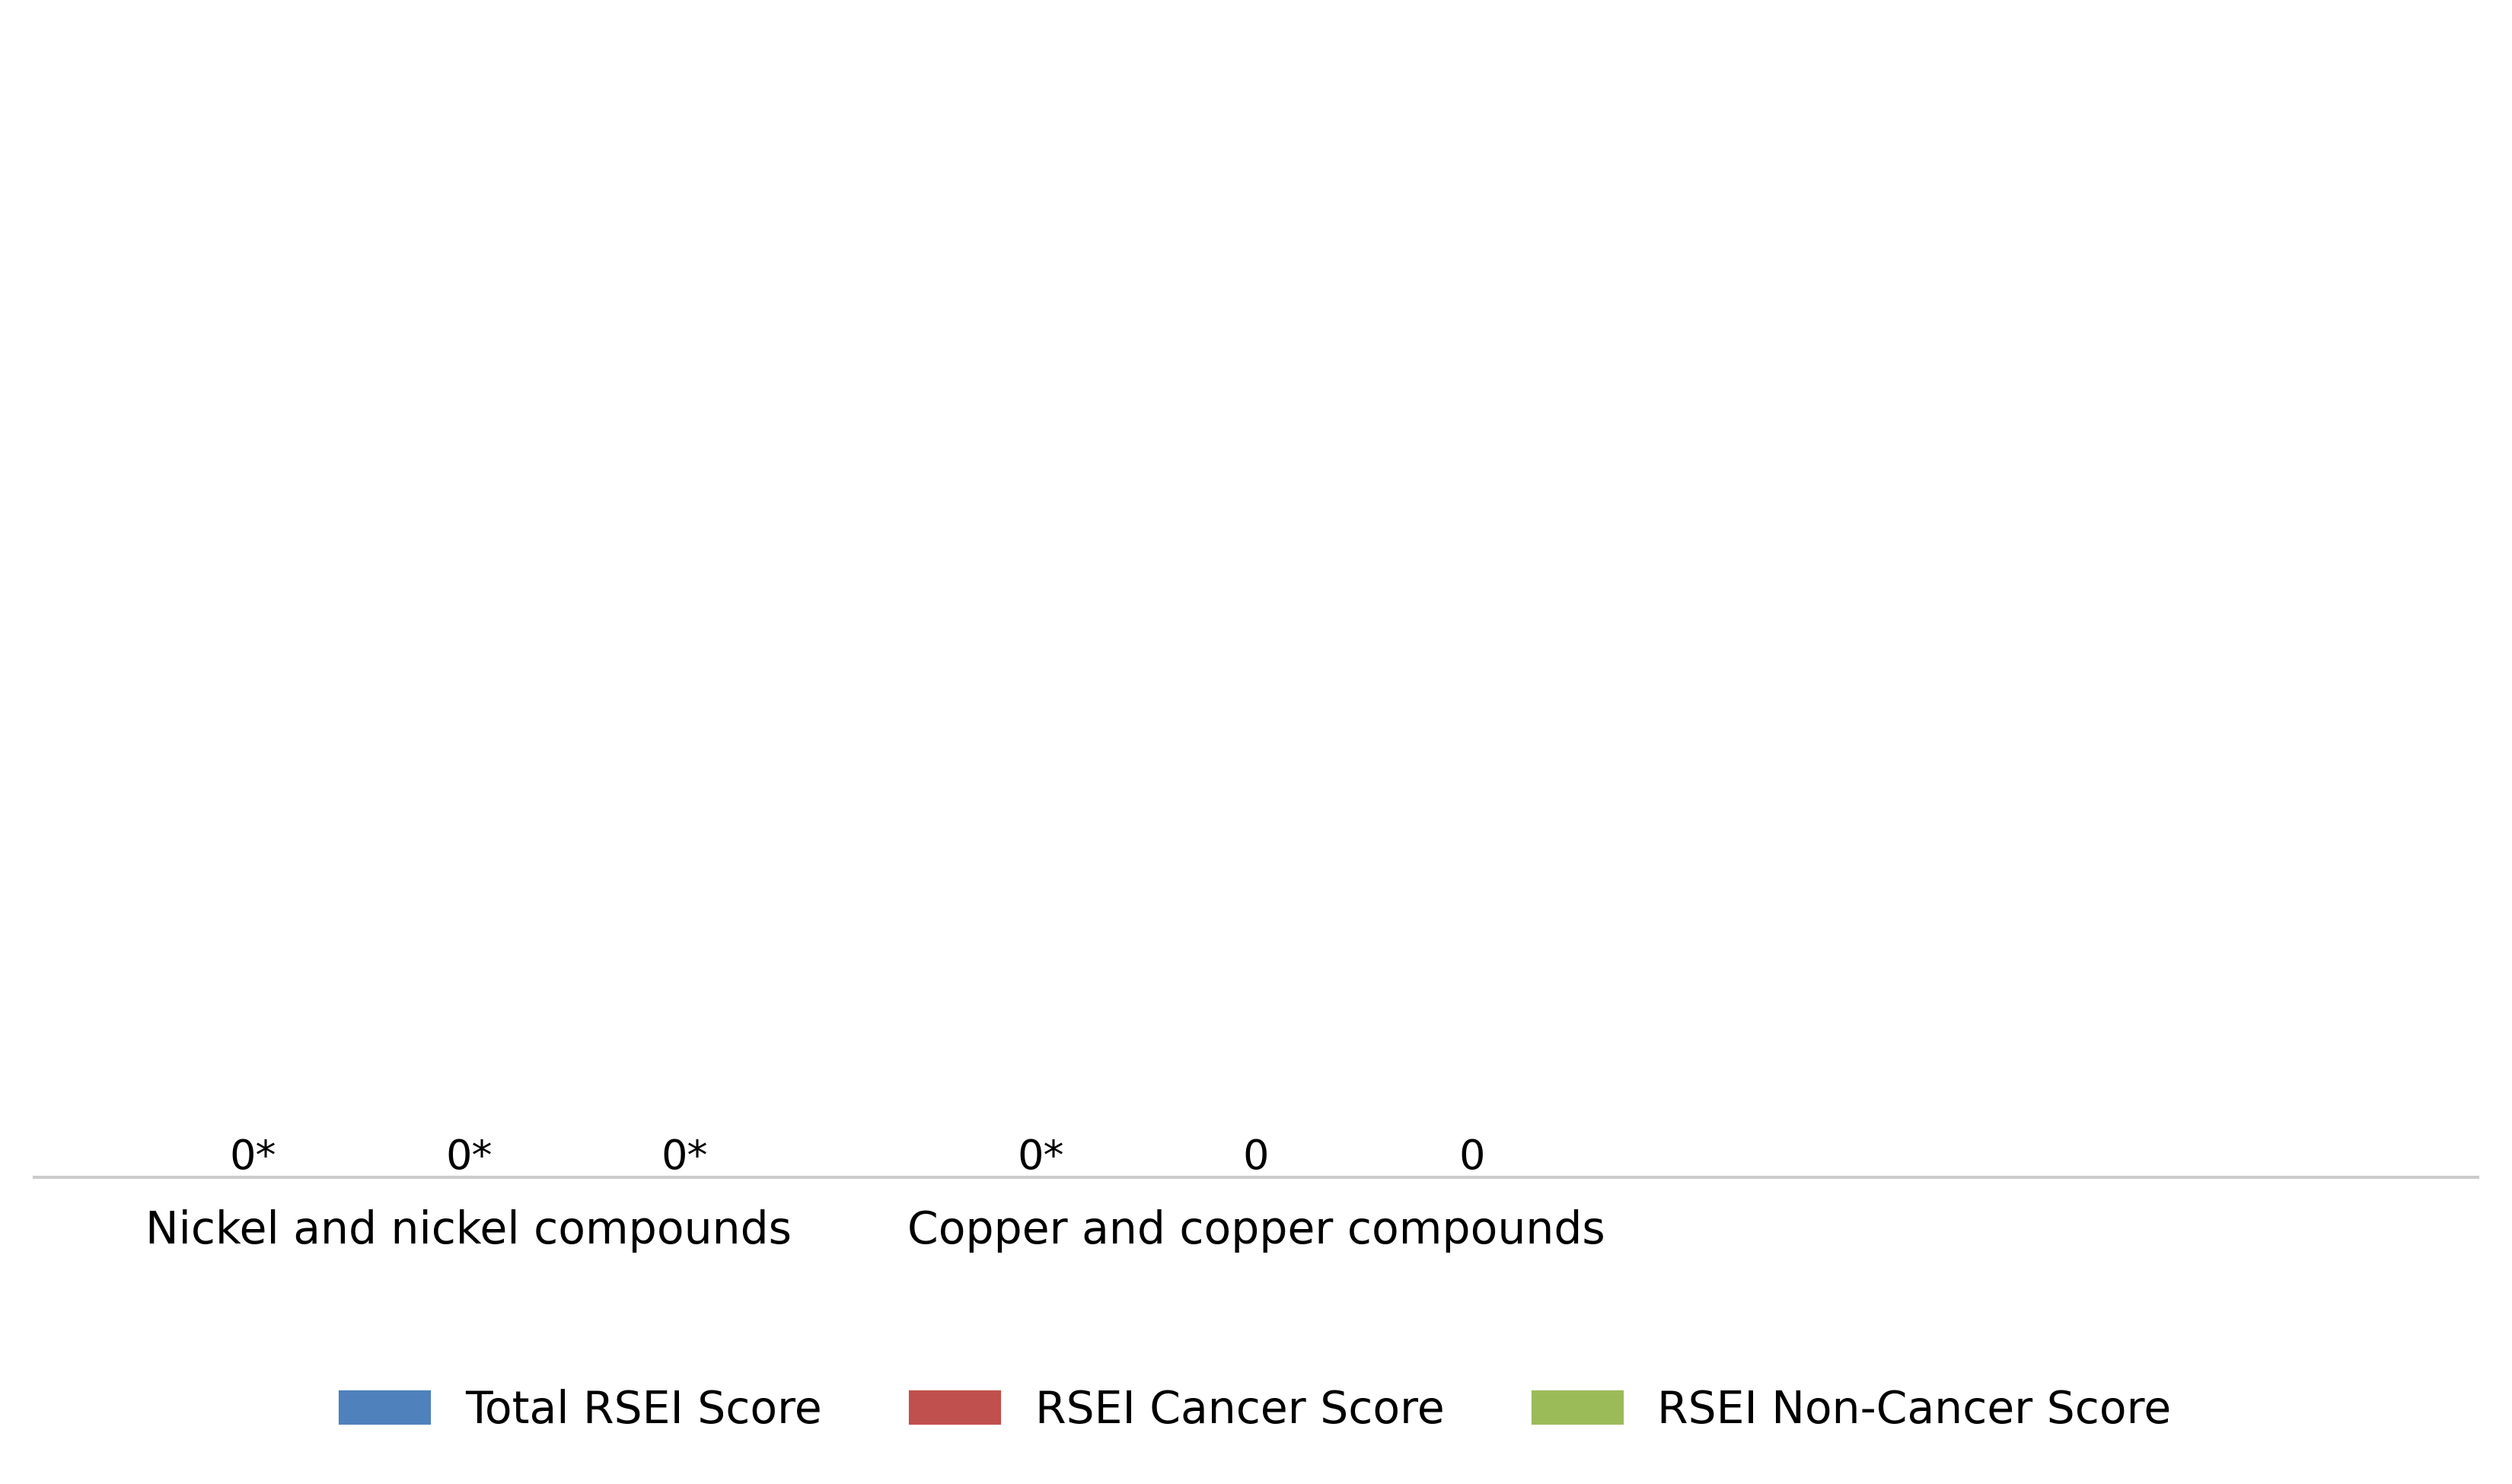 0* 0* 0* 0* 0 0
Nickel and nickel compounds Copper and copper compounds
Total RSEI Score RSEI Cancer Score RSEI Non-Cancer Score